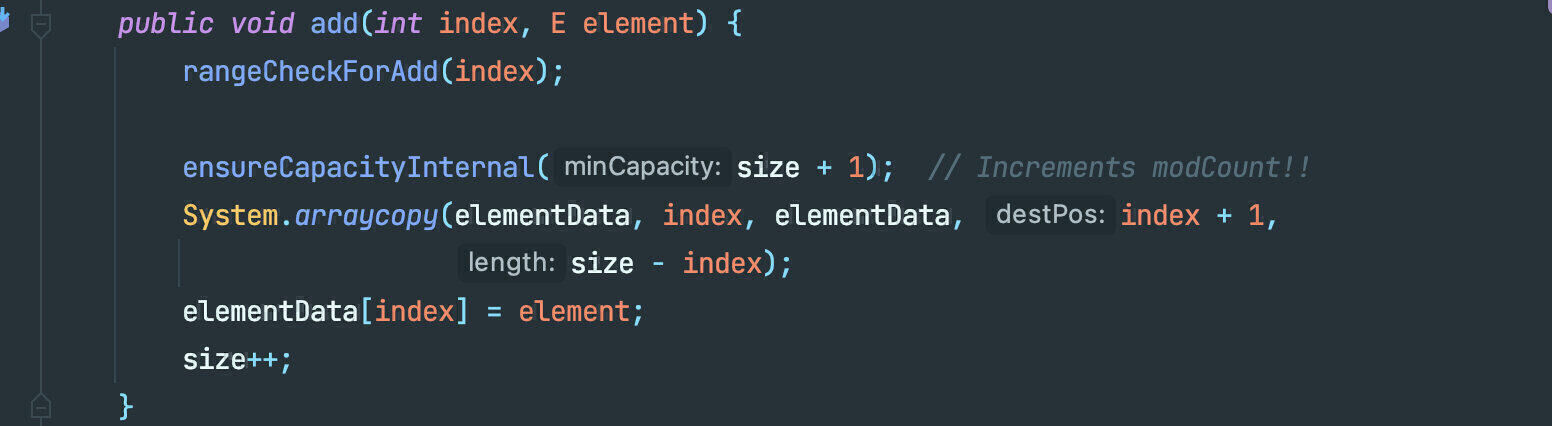 public void add(int index, E element) {
rangeCheckForAdd(index);
ensureCapacityInternal( minCapacity: size + 1);  // Increments modCount!!
System.arraycopy(elementData, index, elementData, destPos: index + 1,
length: size - index);
elementData[index] = element;
size++;
}